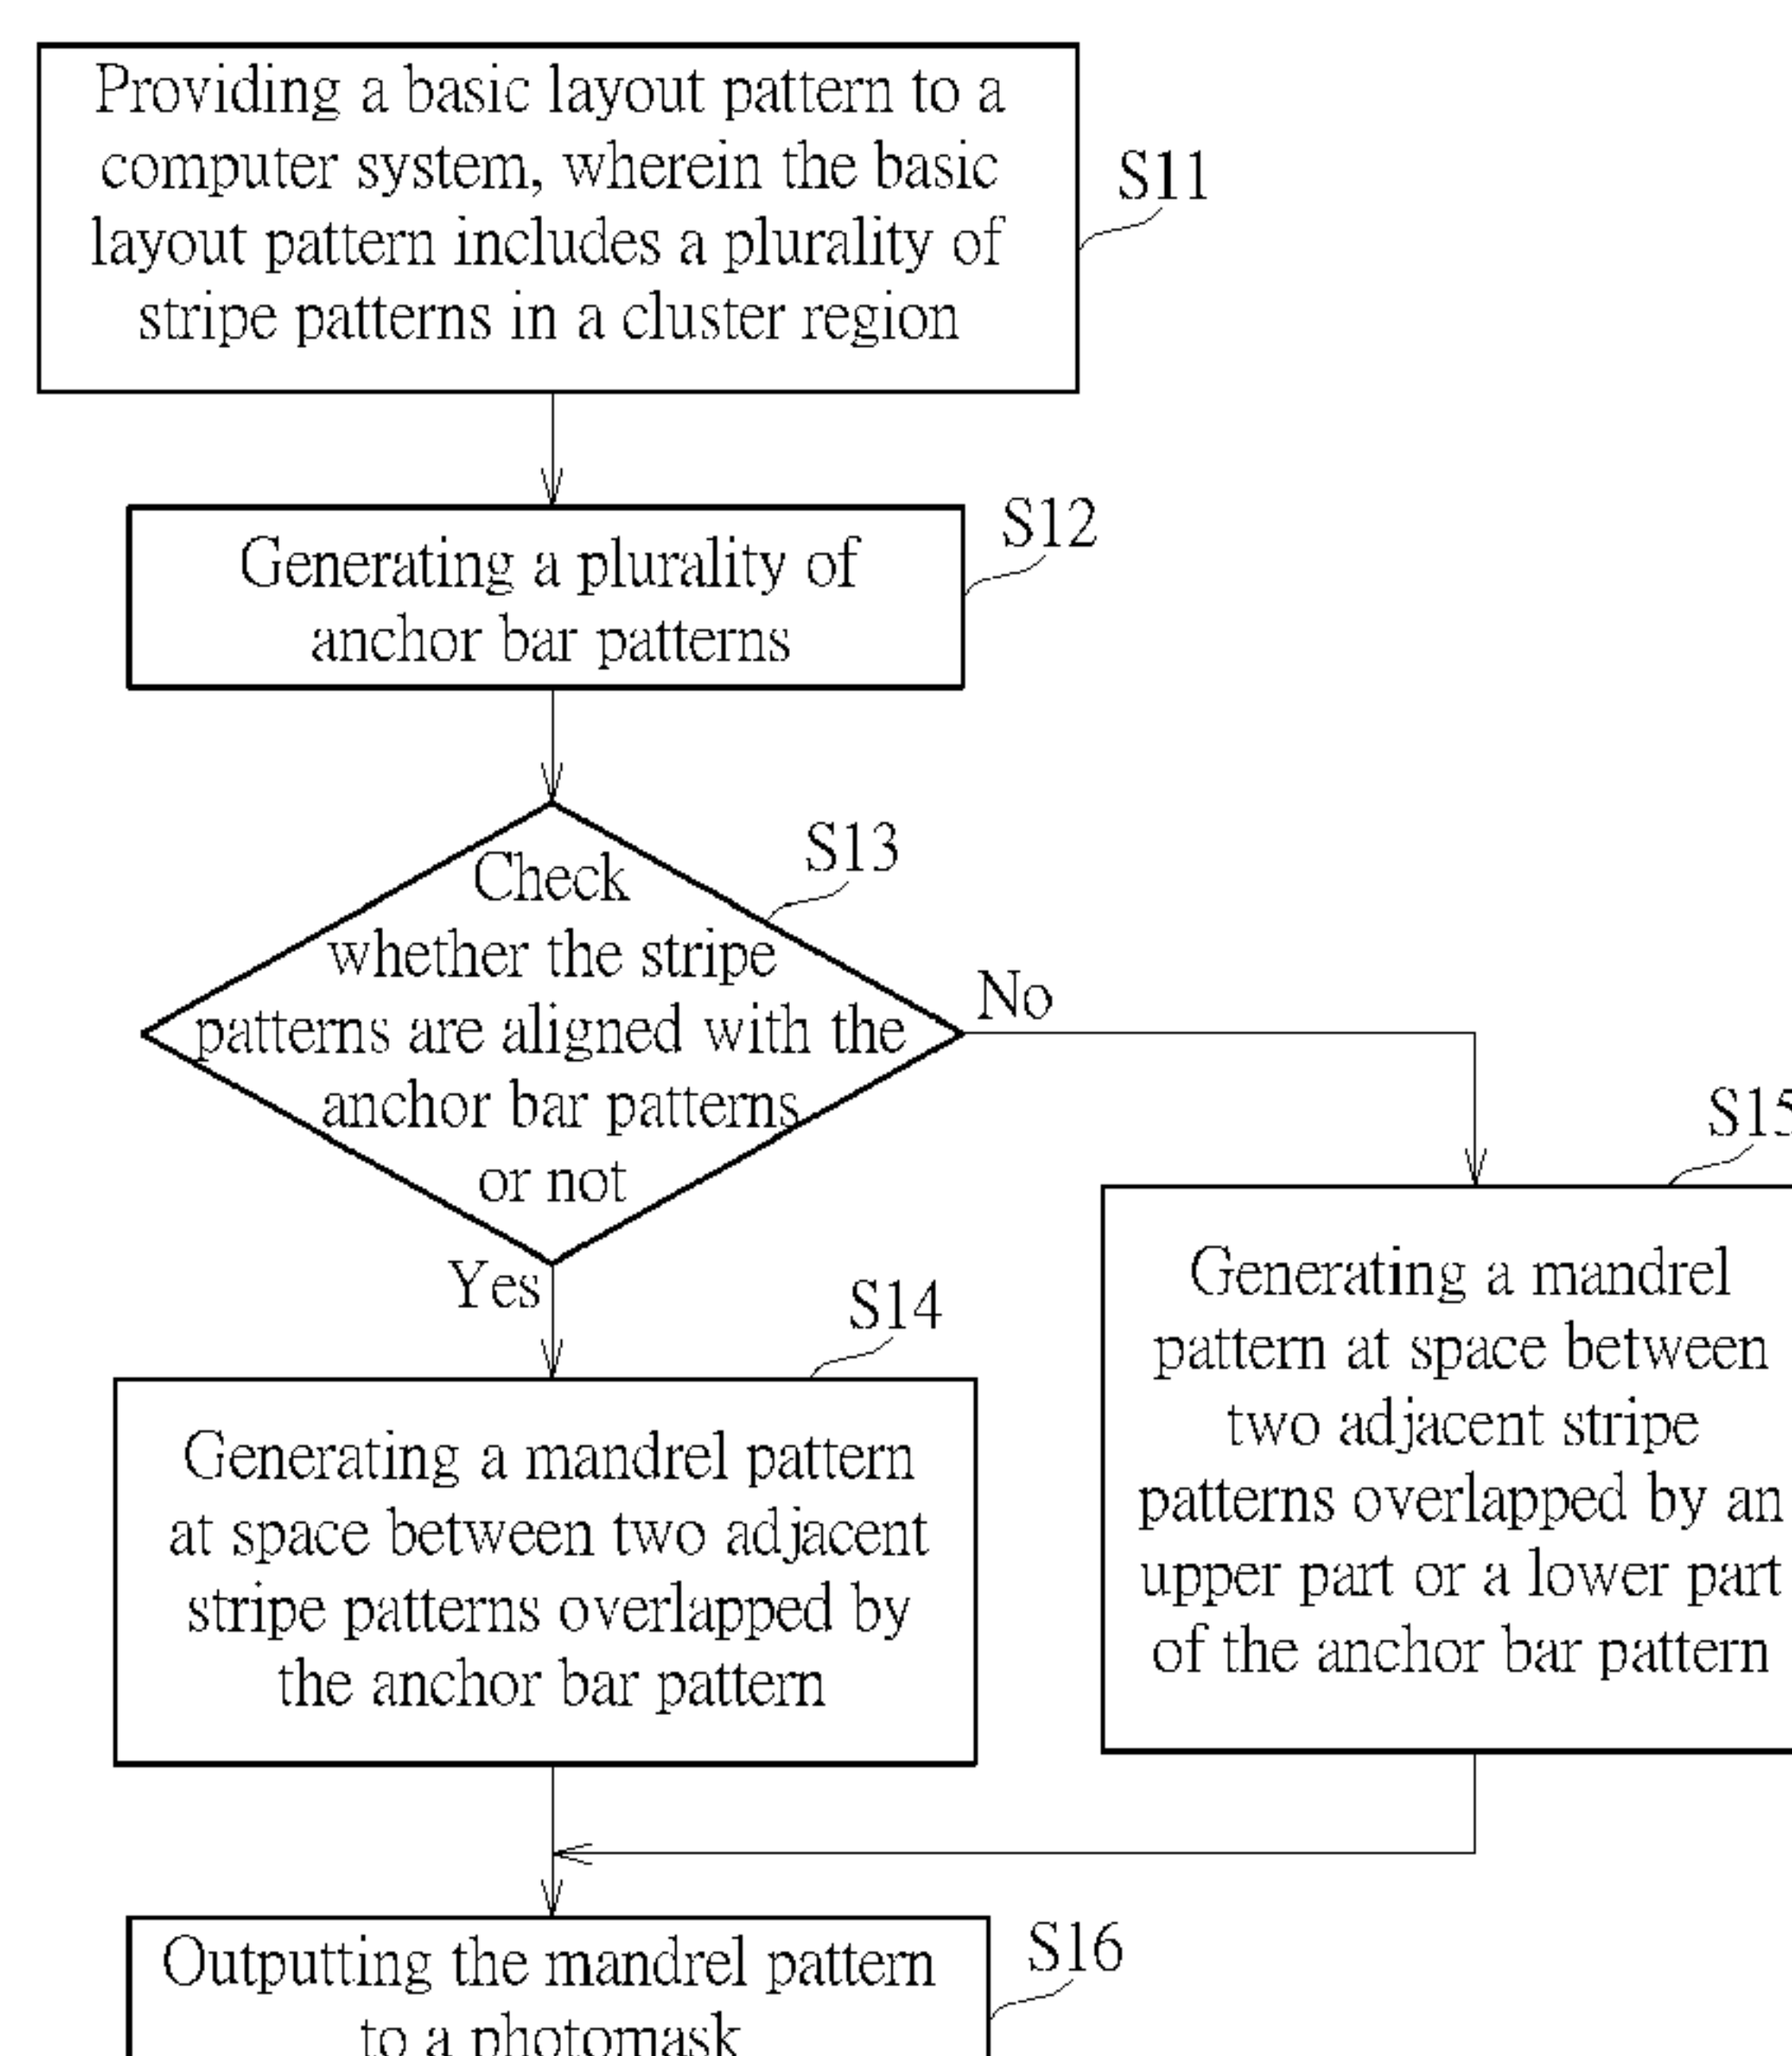 Providing a basic layout pattern to a
computer system, wherein the basic
layout pattern includes a plurality of
stripe patterns in a cluster region
S11
Generating a plurality of
anchor bar patterns
S12
Check
whether the stripe
patterns are aligned with the
anchor bar patterns
or not
S13
No
Yes
S14
Generating a mandrel pattern
at space between two adjacent
stripe patterns overlapped by
the anchor bar pattern
S15
Generating a mandrel
pattern at space between
two adjacent stripe
patterns overlapped by an
upper part or a lower part
of the anchor bar pattern
Outputting the mandrel pattern
to a photomask
S16